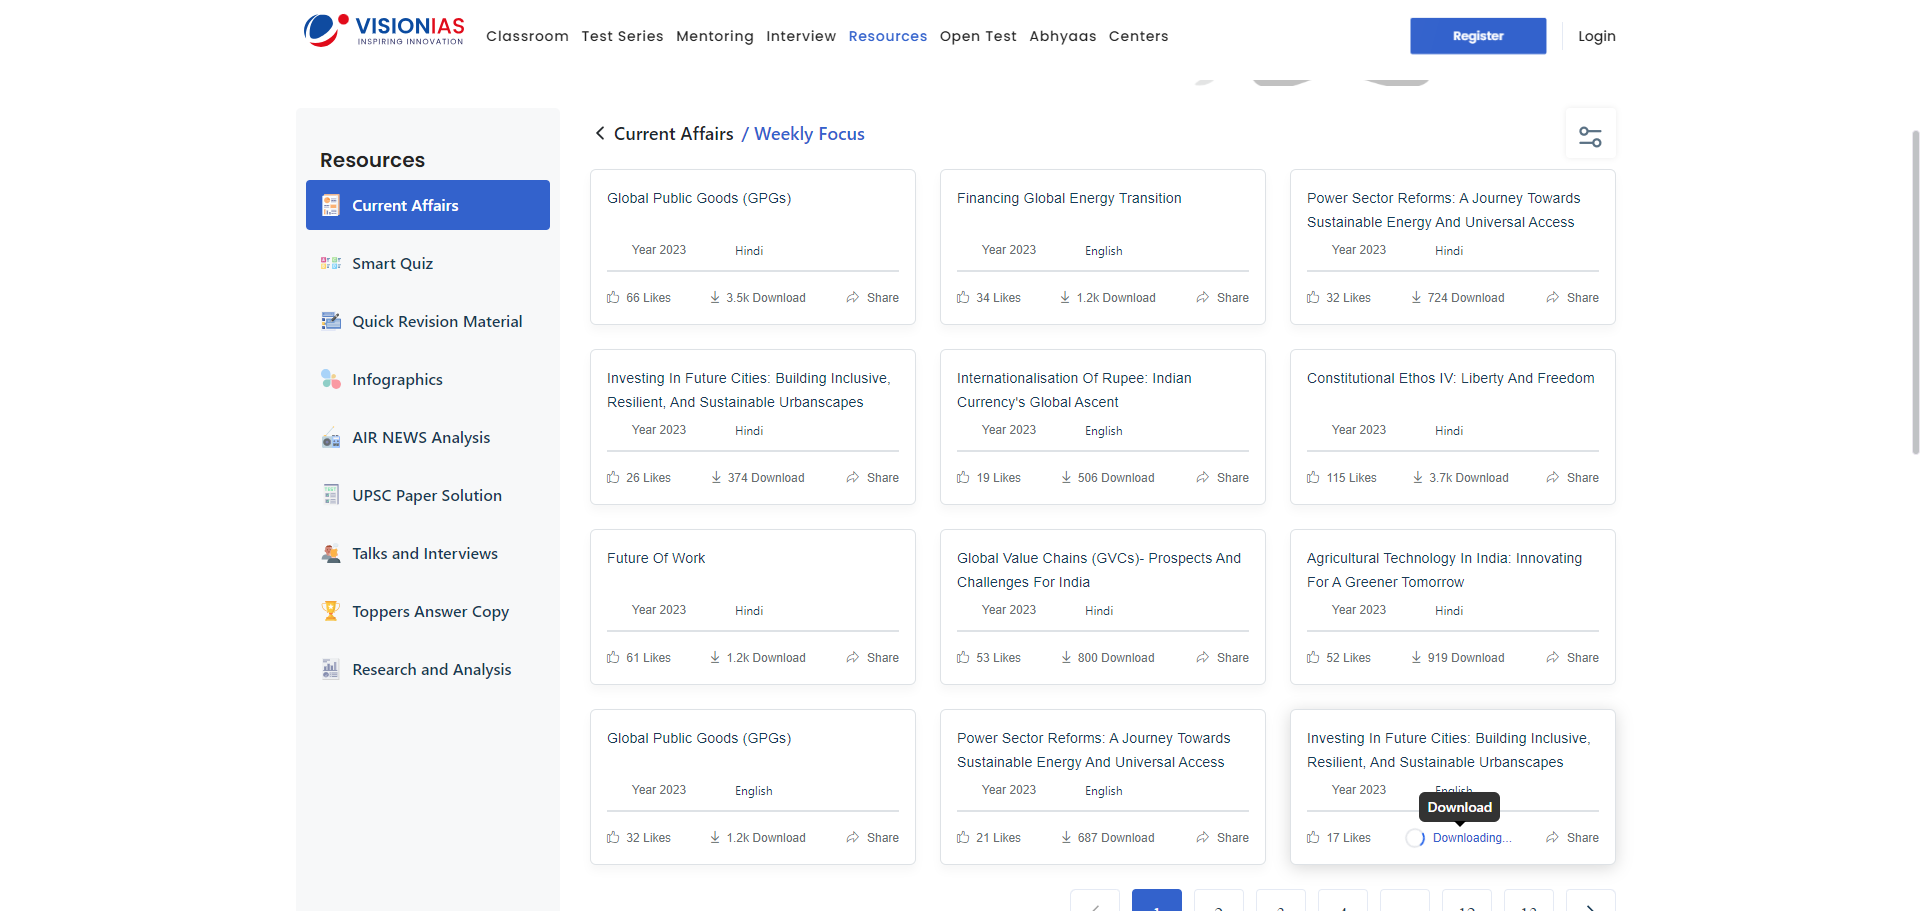 VISIONIAS
INSPIRING INNOVATION
Classroom Test Series Mentoring Interview Resources Open Test Abhyaas Centers
Register
Login
Resources
Current Affairs
Smart Quiz
Quick Revision Material
Infographics
AIR NEWS Analysis
UPSC Paper Solution
Talks and Interviews
Toppers Answer Copy
Research and Analysis
Current Affairs / Weekly Focus
Global Public Goods (GPGs)
Year 2023 Hindi
66 Likes 3.5k Download Share
Financing Global Energy Transition
Year 2023 English
34 Likes 1.2k Download Share
Power Sector Reforms: A Journey Towards
Sustainable Energy And Universal Access
Year 2023 Hindi
32 Likes 724 Download Share
Investing In Future Cities: Building Inclusive,
Resilient, And Sustainable Urbanscapes
Year 2023 Hindi
26 Likes 374 Download Share
Internationalisation Of Rupee: Indian
Currency's Global Ascent
Year 2023 English
19 Likes 506 Download Share
Constitutional Ethos IV: Liberty And Freedom
Year 2023 Hindi
115 Likes 3.7k Download Share
Future Of Work
Year 2023 Hindi
61 Likes 1.2k Download Share
Global Value Chains (GVCs)- Prospects And
Challenges For India
Year 2023 Hindi
53 Likes 800 Download Share
Agricultural Technology In India: Innovating
For A Greener Tomorrow
Year 2023 Hindi
52 Likes 919 Download Share
Global Public Goods (GPGs)
Year 2023 English
32 Likes 1.2k Download Share
Power Sector Reforms: A Journey Towards
Sustainable Energy And Universal Access
Year 2023 English
21 Likes 687 Download Share
Investing In Future Cities: Building Inclusive,
Resilient, And Sustainable Urbanscapes
Year 2023 English
Download
17 Likes Downloading... Share
1 2 3 4 12 13